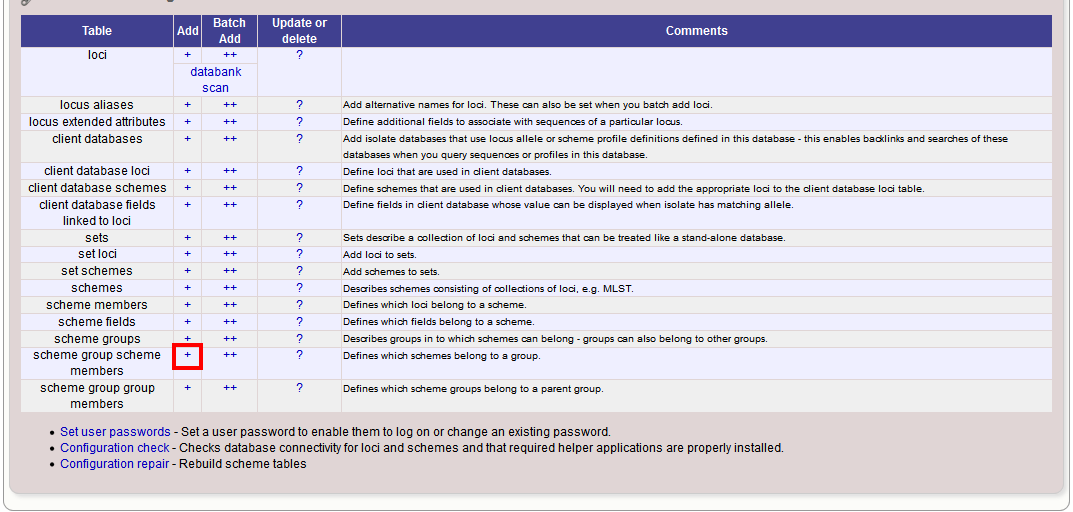 Table Add Batch Add Update or delete Comments
loci + ++ ?
databank scan
locus aliases + ++ ? Add alternative names for loci. These can also be set when you batch add loci.
locus extended attributes + ++ ? Define additional fields to associate with sequences of a particular locus.
client databases + ++ ? Add isolate databases that use locus allele or scheme profile definitions defined in this database - this enables backlinks and searches of these
databases when you query sequences or profiles in this database.
client database loci + ++ ? Define loci that are used in client databases.
client database schemes + ++ ? Define schemes that are used in client databases. You will need to add the appropriate loci to the client database loci table.
client database fields + ++ ? Define fields in client database whose value can be displayed when isolate has matching allele.
linked to loci
sets + ++ ? Sets describe a collection of loci and schemes that can be treated like a stand-alone database.
set loci + ++ ? Add loci to sets.
set schemes + ++ ? Add schemes to sets.
schemes + ++ ? Describes schemes consisting of collections of loci, e.g. MLST.
scheme members + ++ ? Defines which loci belong to a scheme.
scheme fields + ++ ? Defines which fields belong to a scheme.
scheme groups + ++ ? Describes groups in to which schemes can belong - groups can also belong to other groups.
scheme group scheme + ++ ? Defines which schemes belong to a group.
members
scheme group group + ++ ? Defines which scheme groups belong to a parent group.
members
• Set user passwords - Set a user password to enable them to log on or change an existing password.
• Configuration check - Checks database connectivity for loci and schemes and that required helper applications are properly installed.
• Configuration repair - Rebuild scheme tables